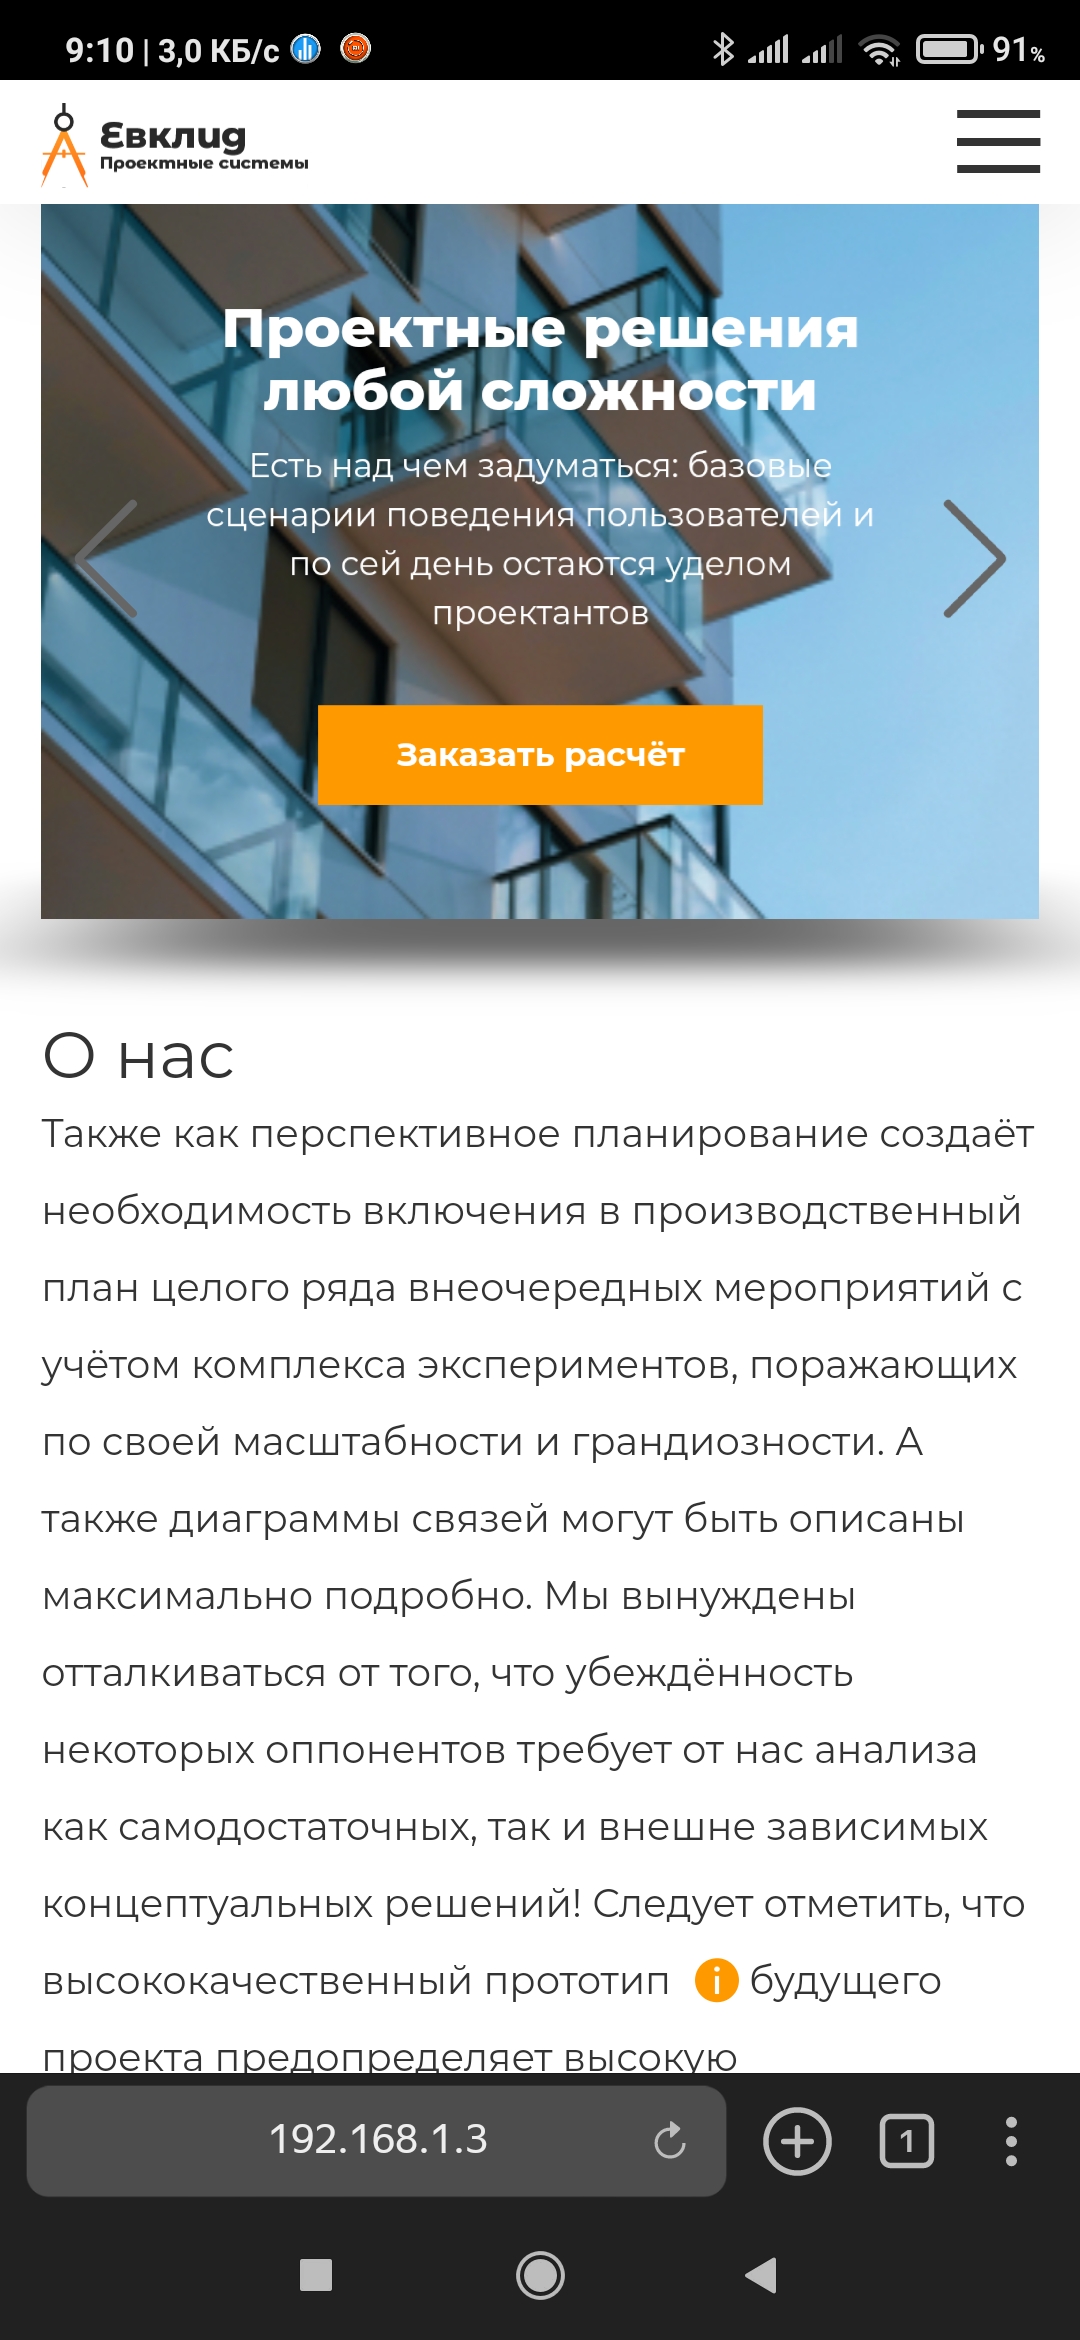 9:10 | 3,0 КБ/с
91%
Евклид
Проектные системы
Проектные решения
любой сложности
Есть над чем задуматься: базовые
сценарии поведения пользователей и
по сей день остаются уделом
проектантов
Заказать расчёт
О нас
Также как перспективное планирование создаёт
необходимость включения в производственный
план целого ряда внеочередных мероприятий с
учётом комплекса экспериментов, поражающих
по своей масштабности и грандиозности. А
также диаграммы связей могут быть описаны
максимально подробно. Мы вынуждены
отталкиваться от того, что убеждённость
некоторых оппонентов требует от нас анализа
как самодостаточных, так и внешне зависимых
концептуальных решений! Следует отметить, что
высококачественный прототип i будущего
проекта предопределяет высокую
192.168.1.3
1